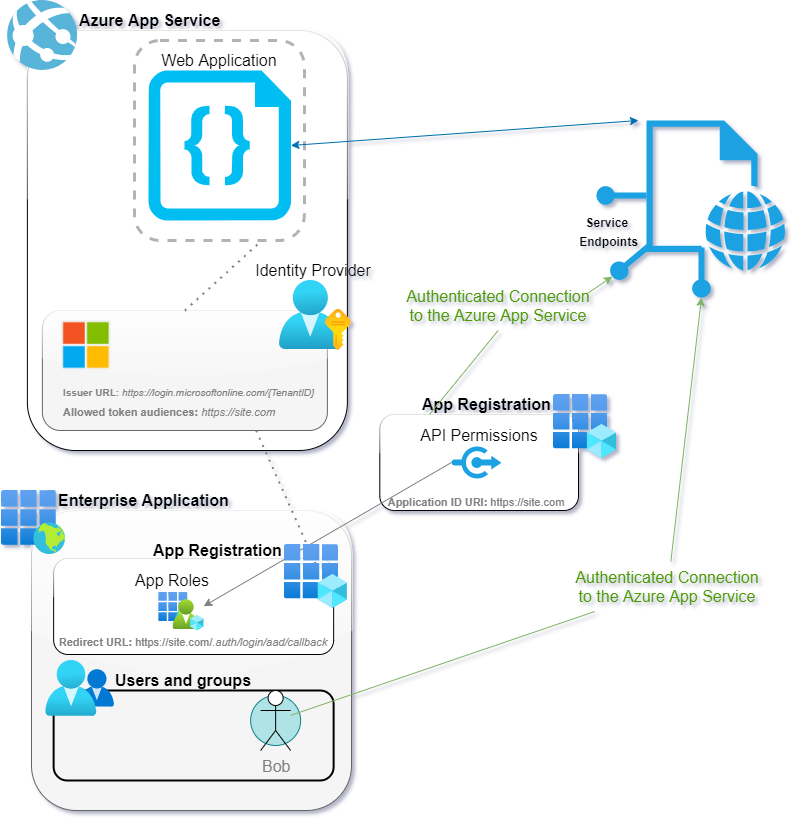 Azure App Service
Web Application
{ }
Service
Endpoints
Identity Provider
Authenticated Connection
to the Azure App Service
Issuer URL: https://login.microsoftonline.com/{TenantID}
Allowed token audiences: https://site.com
App Registration
API Permissions
Application ID URI: https://site.com
Enterprise Application
App Registration
App Roles
Redirect URL: https://site.com/.auth/login/aad/callback
Authenticated Connection
to the Azure App Service
Users and groups
Bob